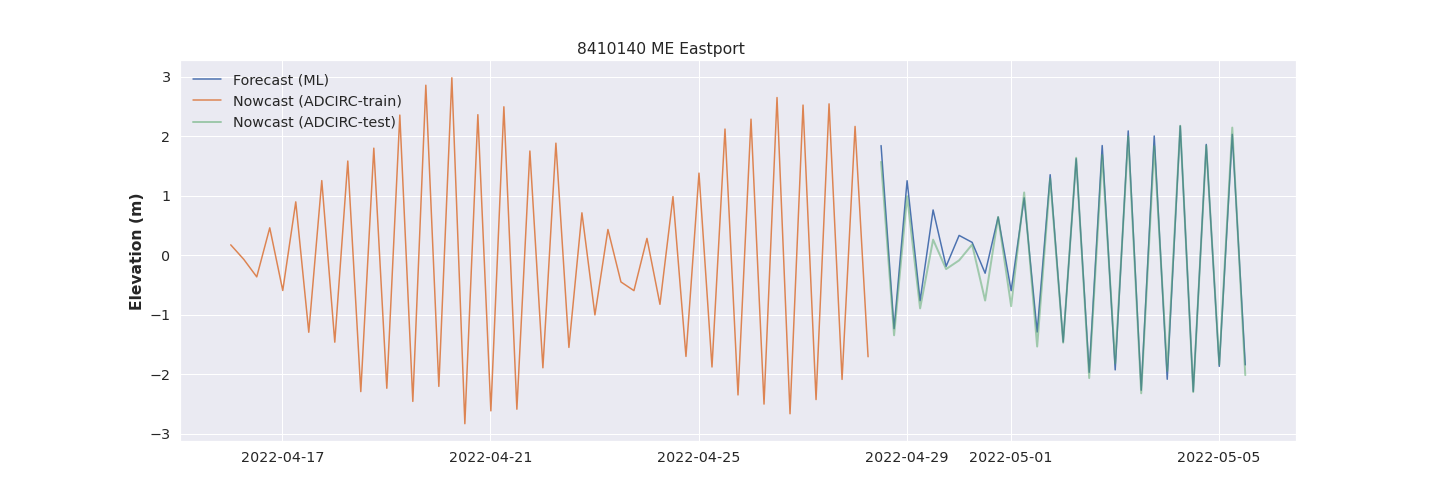 8410140 ME Eastport
Forecast (ML)
Nowcast (ADCIRC-train)
Nowcast (ADCIRC-test)
Elevation (m)
3
2
1
0
−1
−2
−3
2022-04-17
2022-04-21
2022-04-25
2022-04-29
2022-05-01
2022-05-05